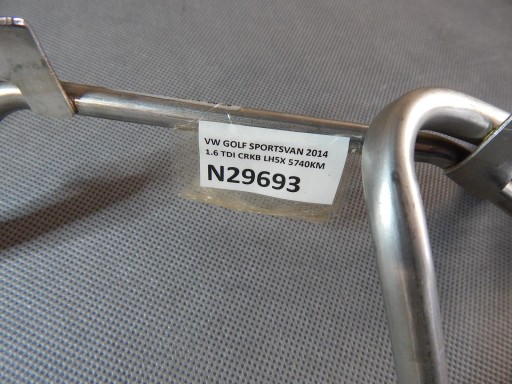 VW GOLF SPORTSVAN 2014
1.6 TDI CRKB LH5X 5740KM
N29693